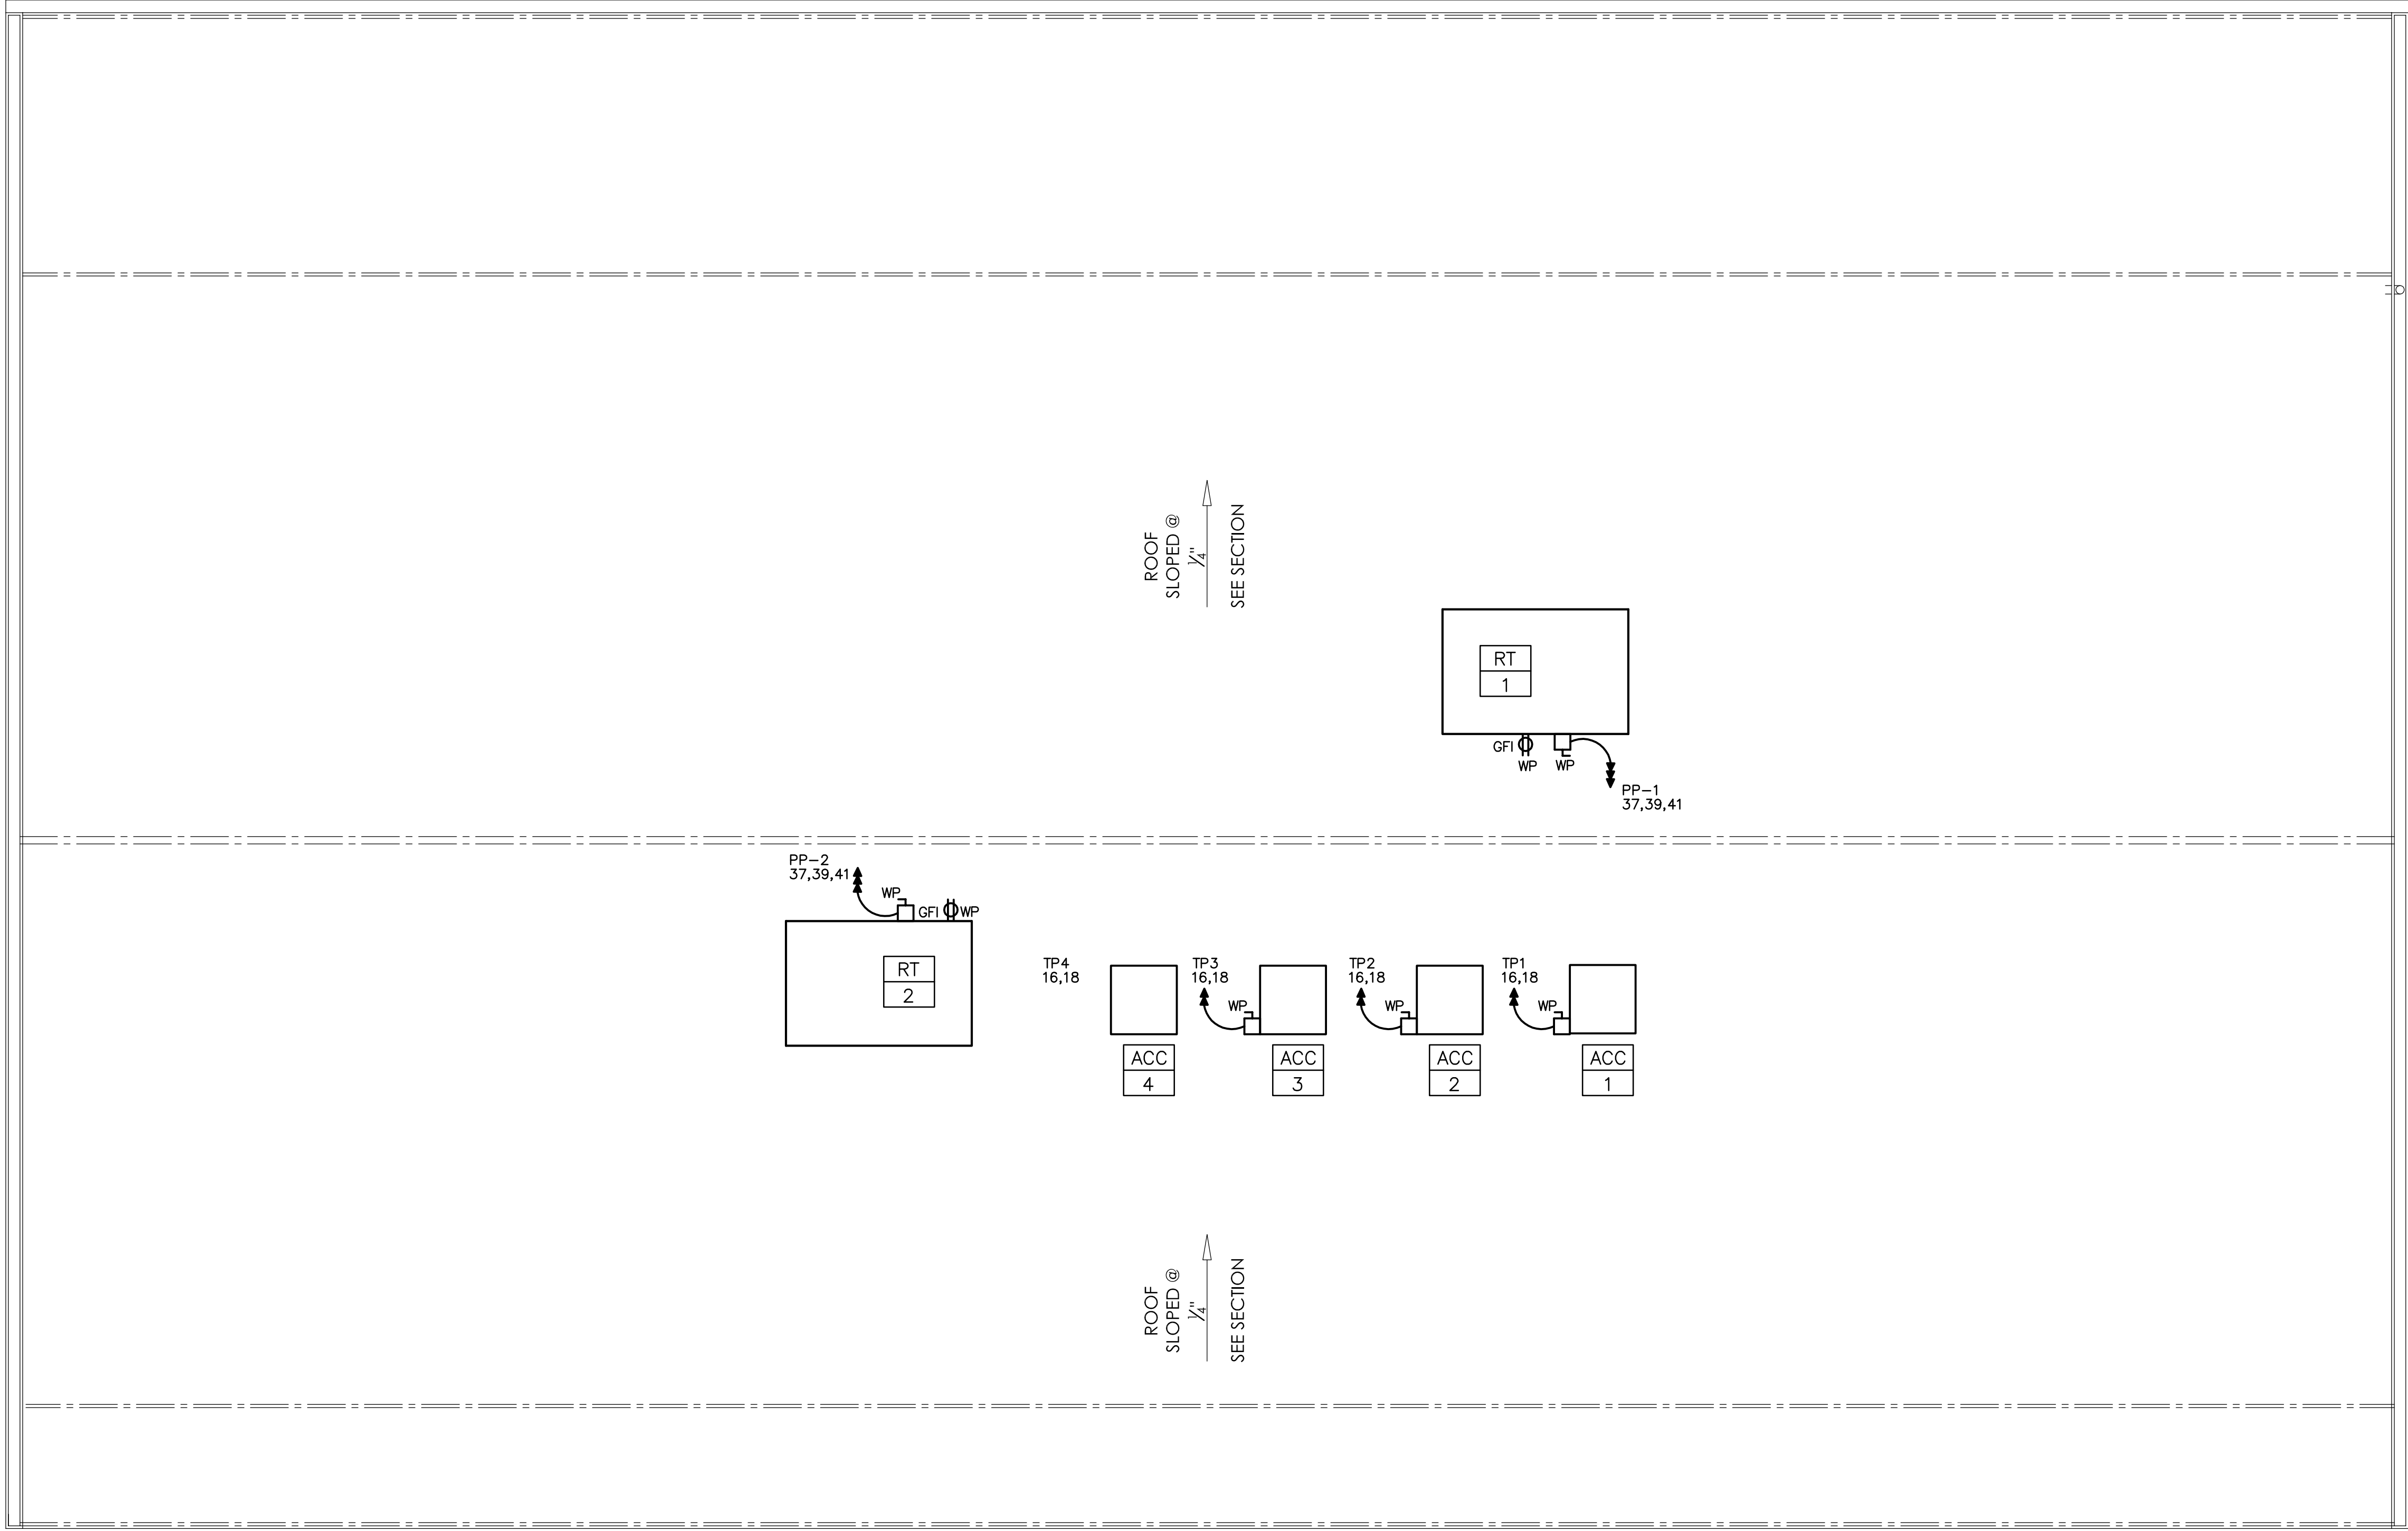 ROOF
SLOPED @
1/4"
SEE SECTION
RT
1
GFI
WP
WP
PP-1
37,39,41
PP-2
37,39,41
WP
GFI
WP
RT
2
TP4
16,18
TP3
16,18
WP
TP2
16,18
WP
TP1
16,18
WP
ACC
4
ACC
3
ACC
2
ACC
1
ROOF
SLOPED @
1/4"
SEE SECTION